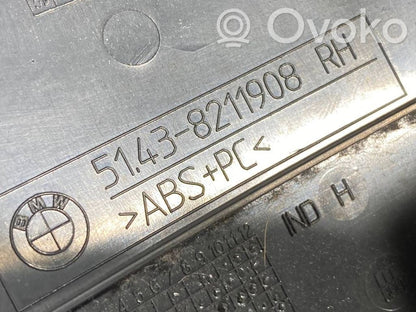 Ovoko
51.43-8211908 RH
>ABS+PC<
BMW
IND H